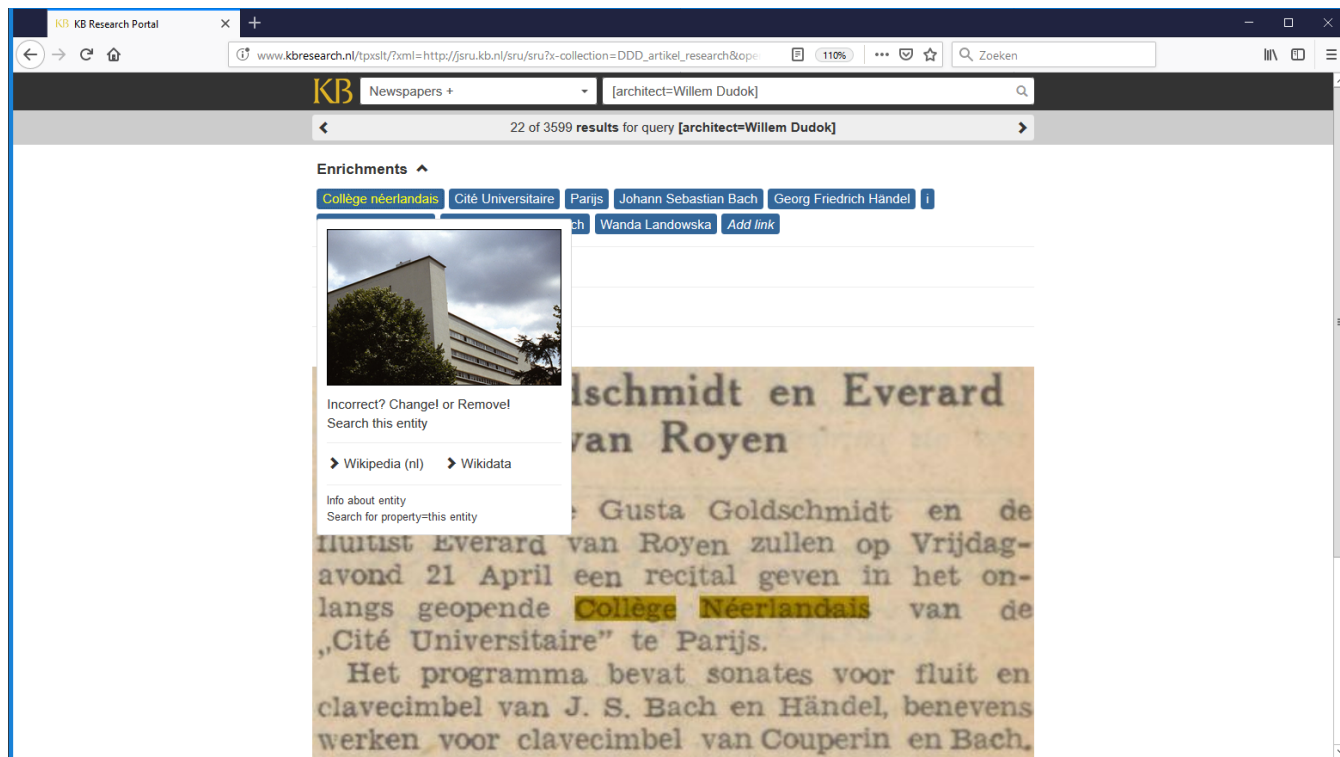 KB KB Research Portal
www.kbresearch.nl/tpxslt/?xml=http://jsru.kb.nl/sru/sru?x-collection=DDD_artikel_research&ope
110%
Zoeken
KB Newspapers + [architect=Willem Dudok]
22 of 3599 results for query [architect=Willem Dudok]
Enrichments
Collège néerlandais Cité Universitaire Parijs Johann Sebastian Bach Georg Friedrich Händel i
ch Wanda Landowska Add link
Incorrect? Change! or Remove!
Search this entity
Wikipedia (nl) Wikidata
Info about entity
Search for property=this entity
lschmidt en Everard
van Royen
Gusta Goldschmidt en de
fluitist Everard van Royen zullen op Vrijdag-
avond 21 April een recital geven in het on-
langs geopende Collège Néerlandais van de
„Cité Universitaire” te Parijs.
Het programma bevat sonates voor fluit en
clavecimbel van J. S. Bach en Händel, benevens
werken voor clavecimbel van Couperin en Bach.